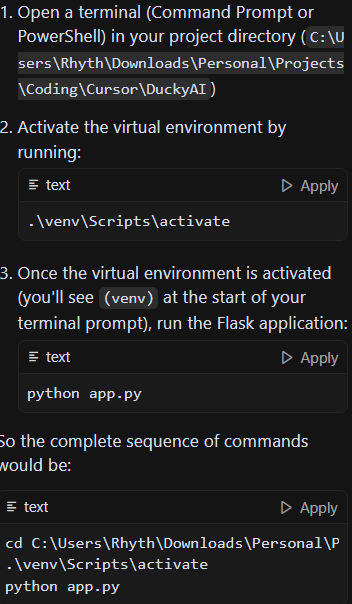 1. Open a terminal (Command Prompt or
PowerShell) in your project directory ( C:\U
sers\Rhyth\Downloads\Personal\Projects
\Coding\Cursor\DuckyAI )
2. Activate the virtual environment by
running:
text
Apply
.\venv\Scripts\activate
3. Once the virtual environment is activated
(you'll see (venv) at the start of your
terminal prompt), run the Flask application:
text
Apply
python app.py
So the complete sequence of commands
would be:
text
Apply
cd C:\Users\Rhyth\Downloads\Personal\P
.\venv\Scripts\activate
python app.py